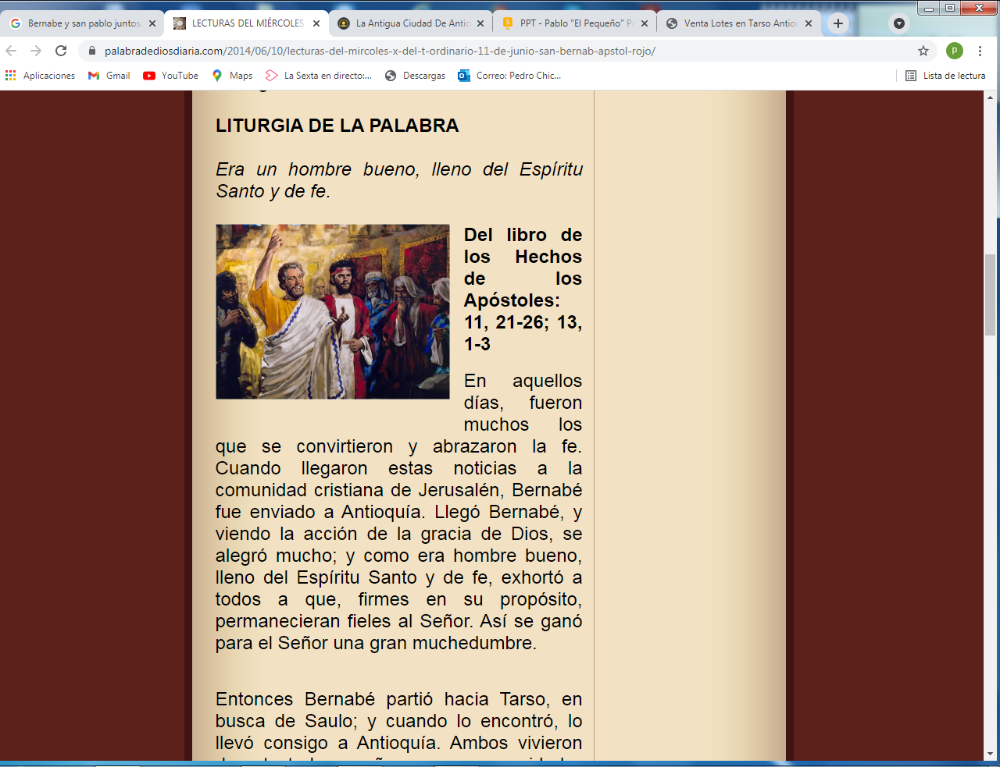 Bernabe y san pablo juntos
LECTURAS DEL MIÉRCOLES
La Antigua Ciudad De Antio
PPT - Pablo "El Pequeño" P
Venta Lotes en Tarso Antio
palabradediosdiaria.com/2014/06/10/lecturas-del-mircoles-x-del-t-ordinario-11-de-junio-san-bernab-apstol-rojo/
P
Aplicaciones
Gmail
YouTube
Maps
La Sexta en directo:...
Descargas
Correo: Pedro Chic...
Lista de lectura
LITURGIA DE LA PALABRA
Era un hombre bueno, lleno del Espíritu
Santo y de fe.
Del libro de
los Hechos
de los
Apóstoles:
11, 21-26; 13,
1-3
En aquellos
días, fueron
muchos los
que se convirtieron y abrazaron la fe.
Cuando llegaron estas noticias a la
comunidad cristiana de Jerusalén, Bernabé
fue enviado a Antioquía. Llegó Bernabé, y
viendo la acción de la gracia de Dios, se
alegró mucho; y como era hombre bueno,
lleno del Espíritu Santo y de fe, exhortó a
todos a que, firmes en su propósito,
permanecieran fieles al Señor. Así se ganó
para el Señor una gran muchedumbre.
Entonces Bernabé partió hacia Tarso, en
busca de Saulo; y cuando lo encontró, lo
llevó consigo a Antioquía. Ambos vivieron